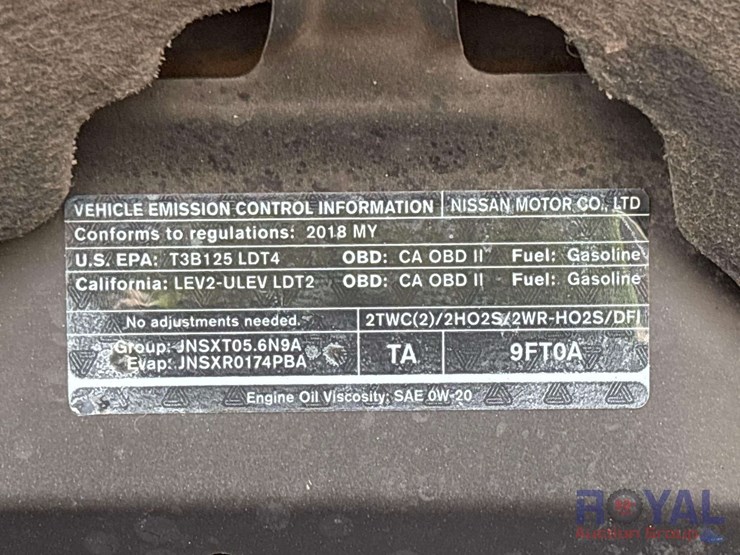 VEHICLE EMISSION CONTROL INFORMATION NISSAN MOTOR CO., LTD
Conforms to regulations: 2018 MY
U.S. EPA: T3B125 LDT4 OBD: CA OBD II Fuel: Gasoline
California: LEV2-ULEV LDT2 OBD: CA OBD II Fuel: Gasoline
No adjustments needed. 2TWC(2)/2HO2S/2WR-HO2S/DFI
Group: JNSXT05.6N9A
Evap: JNSXR0174PBA
TA 9FT0A
Engine Oil Viscosity: SAE 0W-20
ROYAL
Auction Group